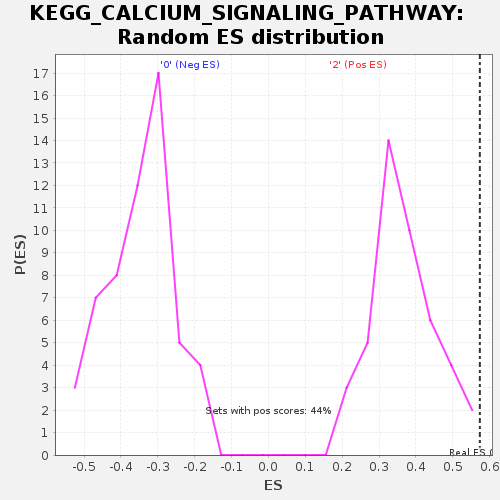 KEGG_CALCIUM_SIGNALING_PATHWAY:
Random ES distribution
'0' (Neg ES) '2' (Pos ES)
17
16
15
14
13
12
11
10
9
8
7
6
5
4
3
2
1
0
P(ES)
Sets with pos scores: 44%
Real ES 0
-0.5 -0.4 -0.3 -0.2 -0.1 0.0 0.1 0.2 0.3 0.4 0.5 0.6
ES